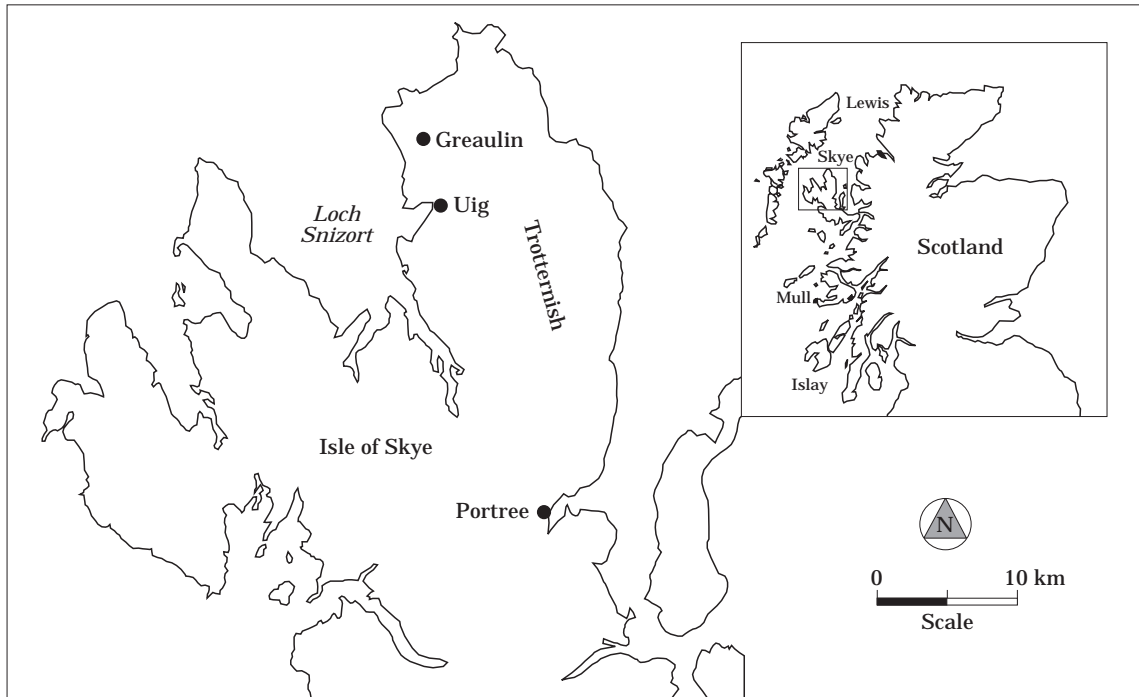 Greaulin
Uig
Loch
Snizort
Trotternish
Isle of Skye
Portree
Lewis
Skye
Scotland
Mull
Islay
N
0
10 km
Scale